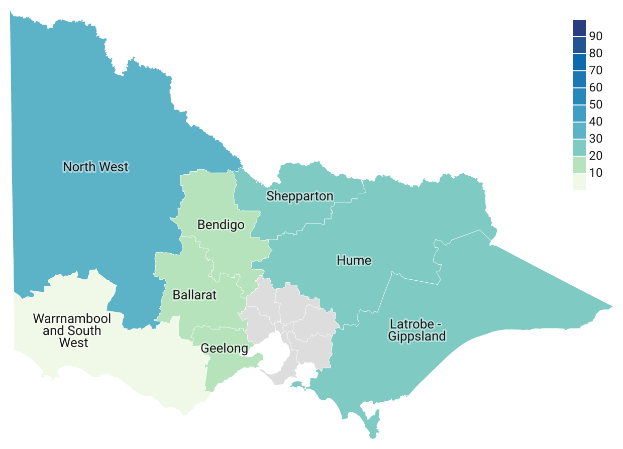 90
80
70
60
50
40
30
20
10
North West
Shepparton
Bendigo
Hume
Ballarat
Warrnambool
and South
West
Latrobe -
Gippsland
Geelong